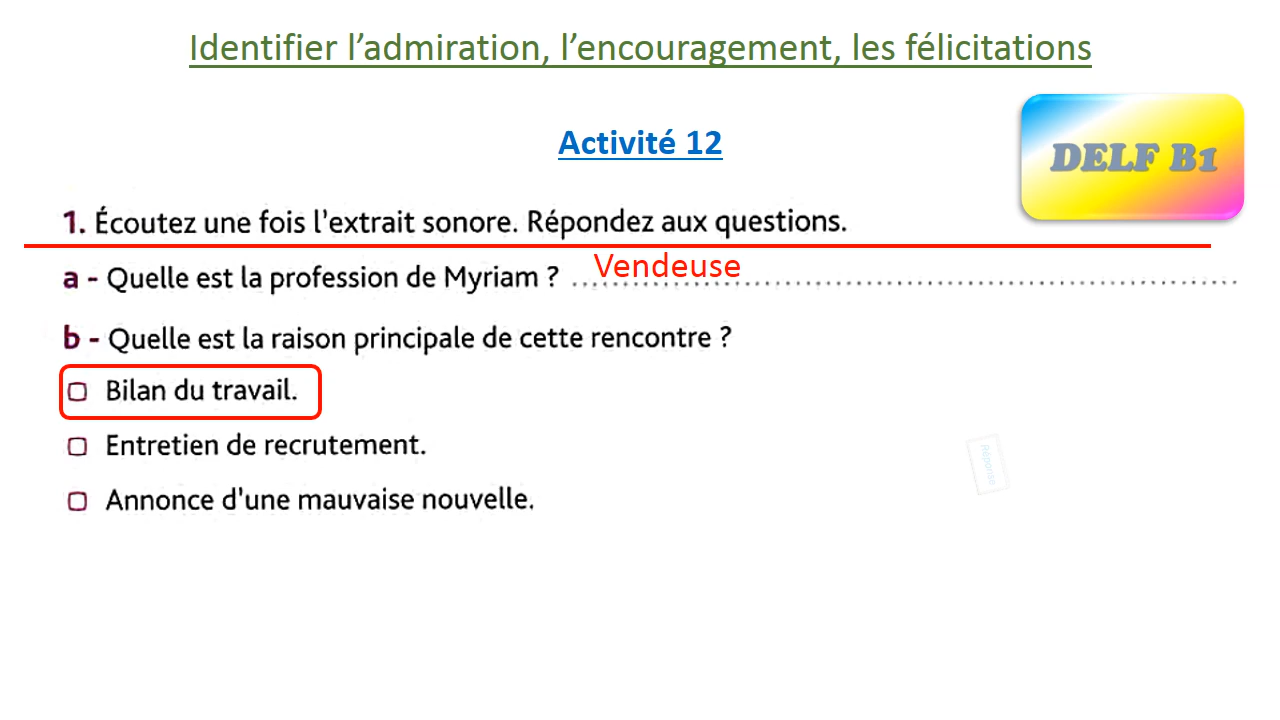 Identifier l’admiration, l’encouragement, les félicitations
Activité 12
DELF B1
1. Écoutez une fois l'extrait sonore. Répondez aux questions.
a - Quelle est la profession de Myriam ? Vendeuse
b - Quelle est la raison principale de cette rencontre ?
Bilan du travail.
Entretien de recrutement.
Annonce d'une mauvaise nouvelle.
Réponse